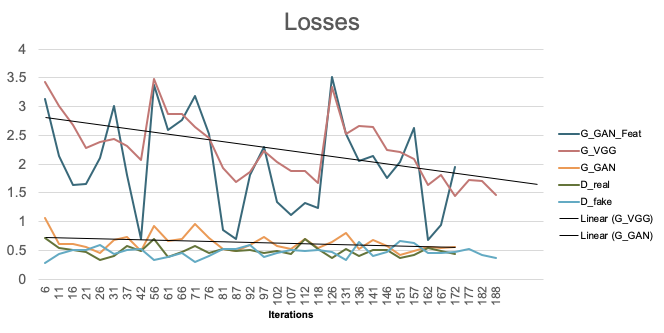 Losses
4
3.5
3
2.5
2
1.5
1
0.5
0
6 11 16 21 26 31 37 42 56 61 66 71 76 81 87 92 97 102 107 112 118 126 131 136 141 146 151 157 162 167 172 177 182 188
Iterations
G_GAN_Feat
G_VGG
G_GAN
D_real
D_fake
Linear (G_VGG)
Linear (G_GAN)